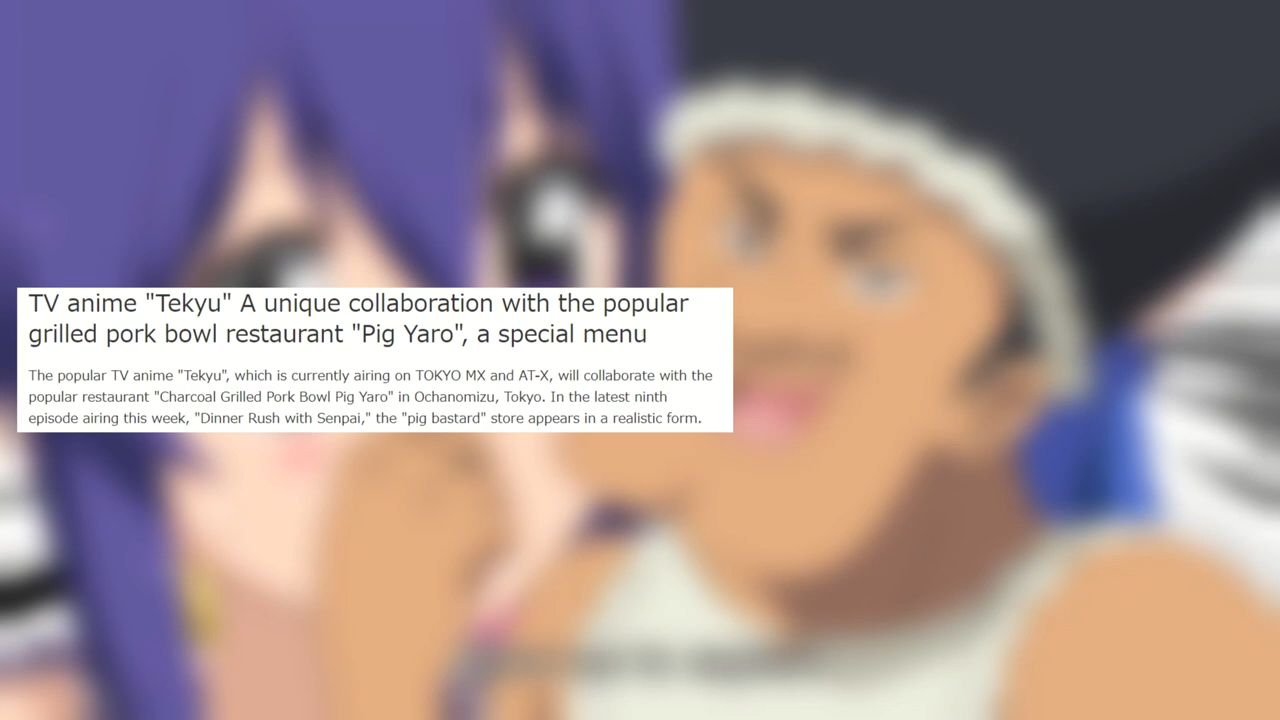 TV anime "Tekyu" A unique collaboration with the popular
grilled pork bowl restaurant "Pig Yaro", a special menu
The popular TV anime "Tekyu", which is currently airing on TOKYO MX and AT-X, will collaborate with the
popular restaurant "Charcoal Grilled Pork Bowl Pig Yaro" in Ochanomizu, Tokyo. In the latest ninth
episode airing this week, "Dinner Rush with Senpai," the "pig bastard" store appears in a realistic form.